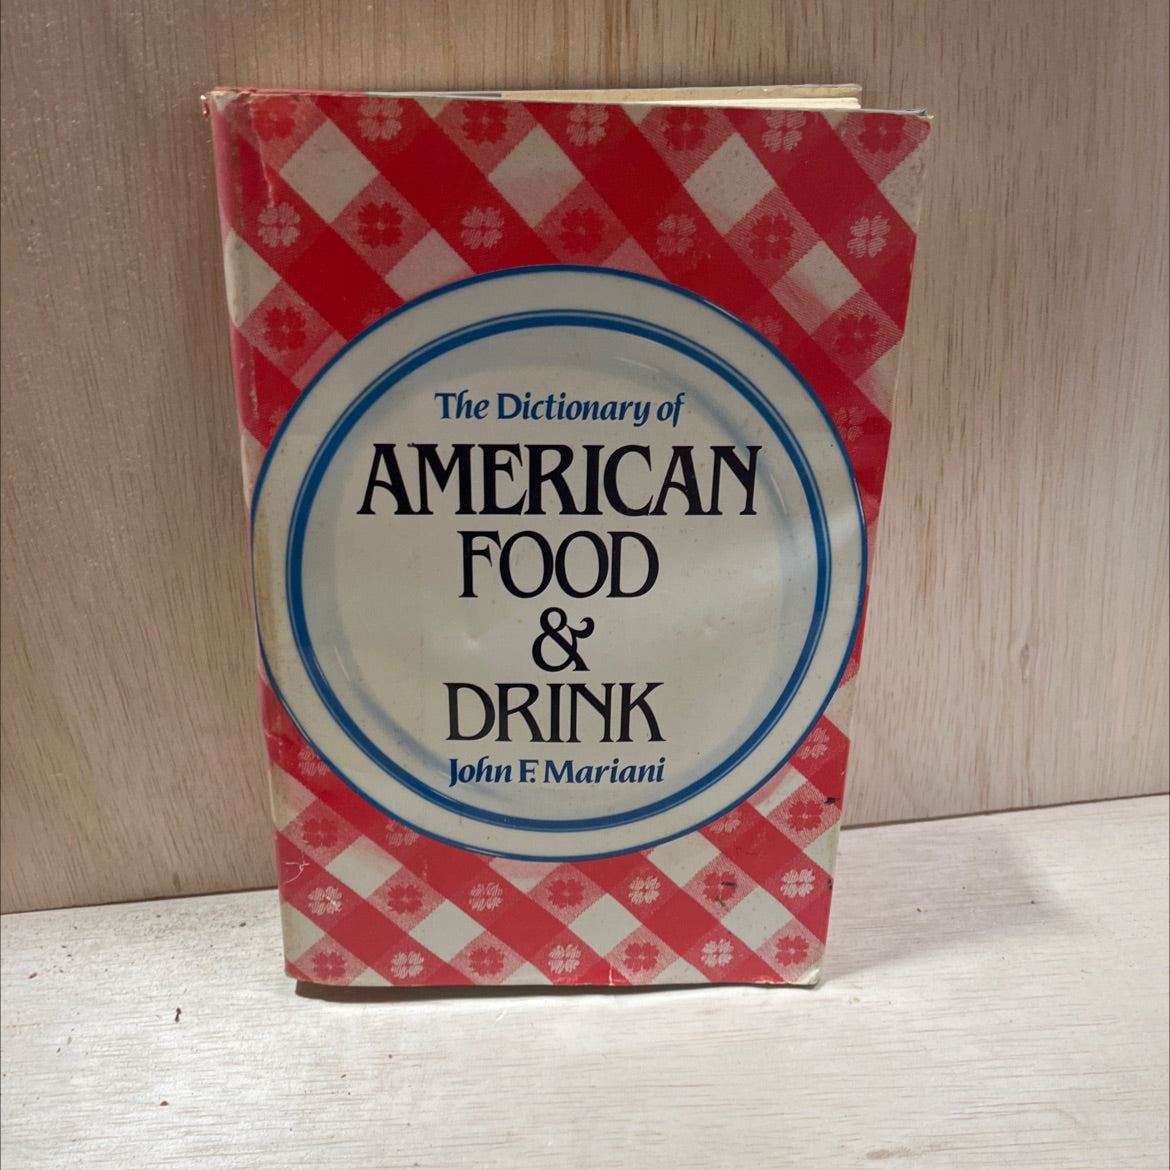 The Dictionary of
AMERICAN
FOOD
&
DRINK
John F. Mariani